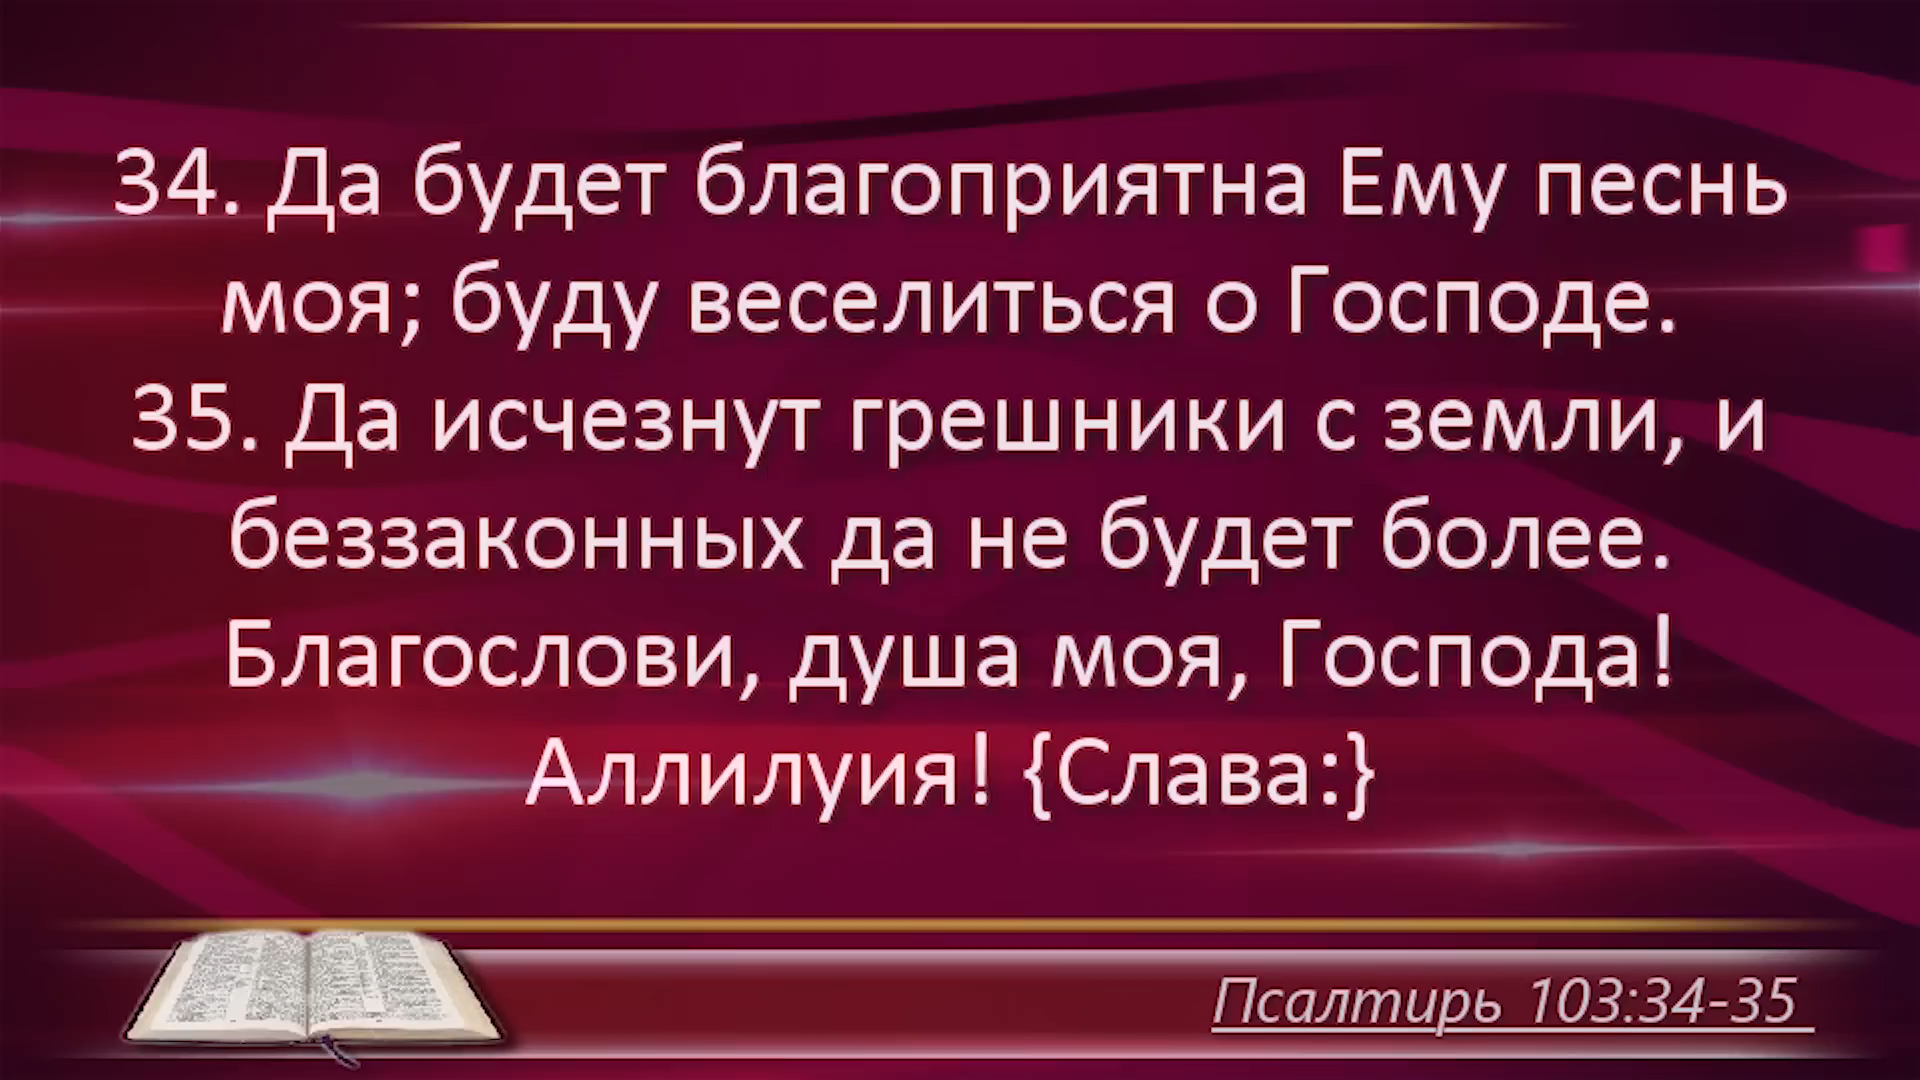 34. Да будет благоприятна Ему песнь
моя; буду веселиться о Господе.
35. Да исчезнут грешники с земли, и
беззаконных да не будет более.
Благослови, душа моя, Господа!
Аллилуия! {Слава:}
Псалтирь 103:34-35